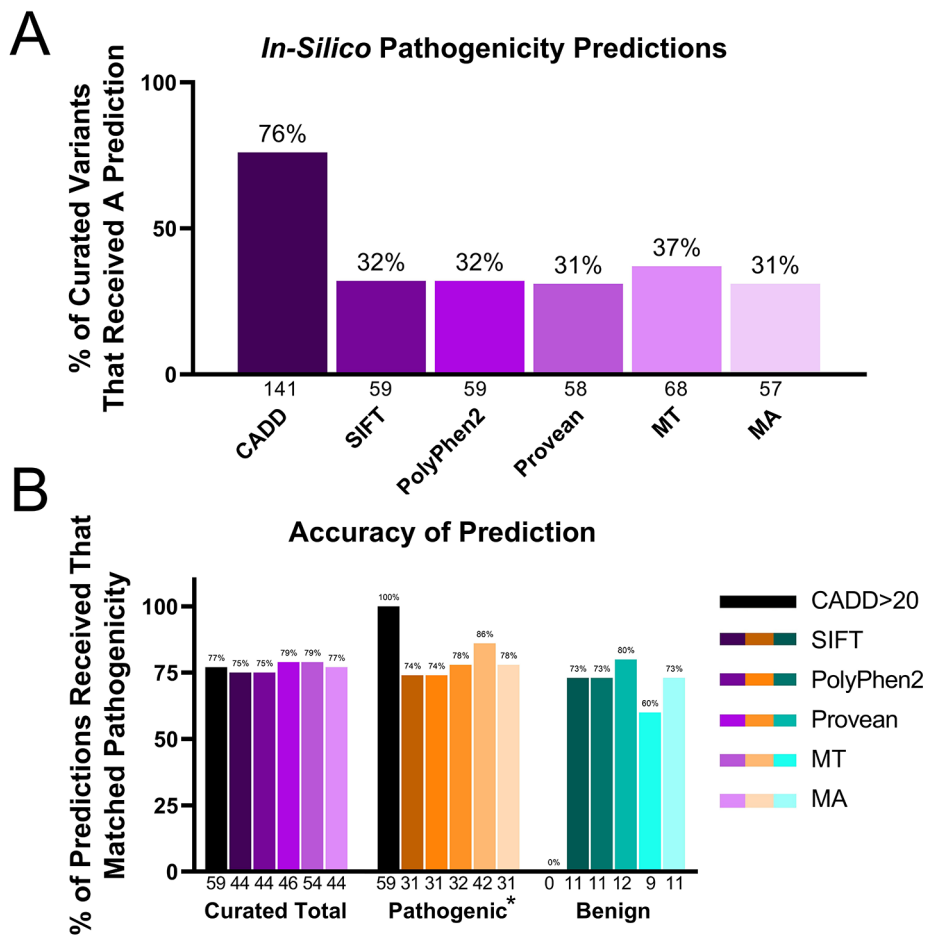 A
In-Silico Pathogenicity Predictions
% of Curated Variants
That Received A Prediction
100
50
0
76%
32%
32%
31%
37%
31%
141
59
59
58
68
57
CADD
SIFT
PolyPhen2
Provean
MT
MA
B
Accuracy of Prediction
% of Predictions Received That
Matched Pathogenicity
100
75
50
25
0
77%
75%
75%
79%
79%
77%
100%
74%
74%
78%
86%
78%
0%
73%
73%
80%
60%
73%
59
44
44
46
54
44
59
31
31
32
42
31
0
11
11
12
9
11
Curated Total
Pathogenic*
Benign
CADD>20
SIFT
PolyPhen2
Provean
MT
MA